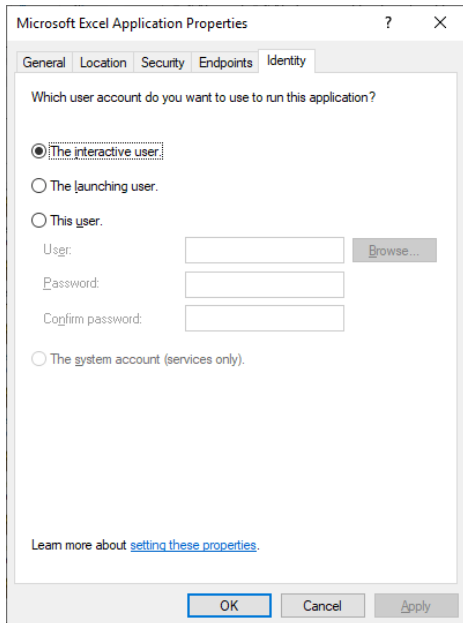 Microsoft Excel Application Properties
General Location Security Endpoints Identity
Which user account do you want to use to run this application?
The interactive user.
The launching user.
This user.
User:
Browse...
Password:
Confirm password:
The system account (services only).
Learn more about setting these properties.
OK Cancel Apply